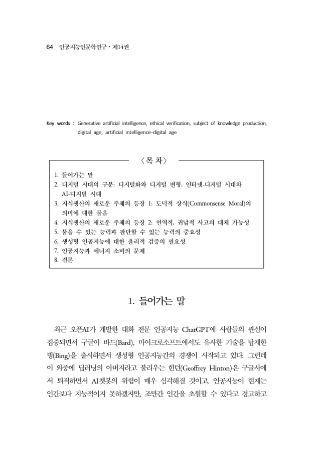 64 인공지능인문학연구·제14권
Key words : Generative artificial intelligence, ethical verification, subject of knowledge production,
digital age, artificial intelligence-digital age
<목 차>
1. 들어가는 말
2. 디지털 시대의 구분: 디지털화와 디지털 변형, 인터넷-디지털 시대와
AI-디지털 시대
3. 지식생산의 새로운 주체의 등장 1: 도덕적 상식(Commonsense Moral)의
의미에 대한 물음
4. 지식생산의 새로운 주체의 등장 2: 연역적, 귀납적 사고의 대체 가능성
5. 물을 수 있는 능력과 판단할 수 있는 능력의 중요성
6. 생성형 인공지능에 대한 윤리적 검증의 필요성
7. 인공지능과 에너지 소비의 문제
8. 결론
1. 들어가는 말
최근 오픈AI가 개발한 대화 전문 인공지능 ChatGPT에 사람들의 관심이
집중되면서 구글이 바드(Bard), 마이크로소프트에서도 유사한 기술을 탑재한
빙(Bing)을 출시하면서 생성형 인공지능간의 경쟁이 시작되고 있다. 그런데
이 와중에 딥러닝의 아버지라고 불리우는 힌턴(Geoffrey Hinton)은 구글사에
서 퇴직하면서 AI챗봇의 위험이 매우 심각해질 것이고, 인공지능이 현재는
인간보다 지능적이지 못하겠지만, 조만간 인간을 초월할 수 있다고 경고하고